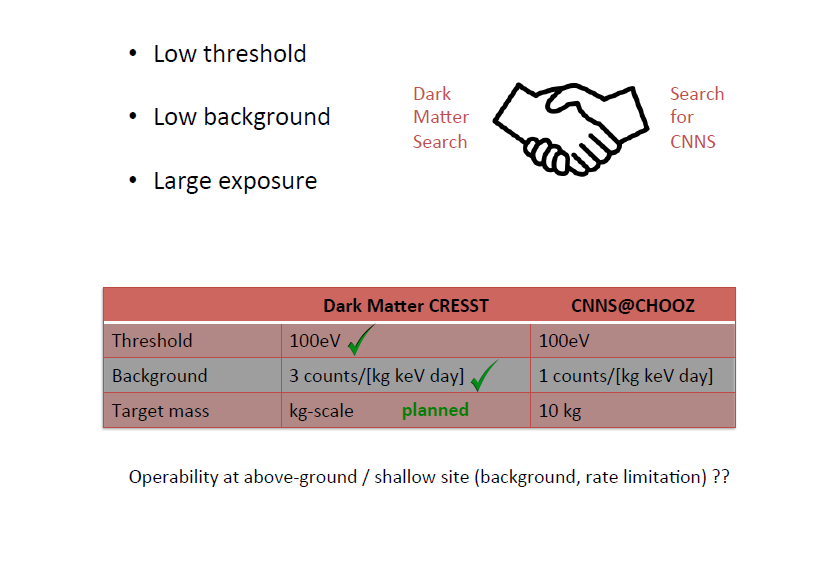 • Low threshold
• Low background
• Large exposure
Dark
Matter
Search
Search
for
CNNS
Dark Matter CRESST CNNS@CHOOZ
Threshold 100eV 100eV
Background 3 counts/[kg keV day] 1 counts/[kg keV day]
Target mass kg-scale planned 10 kg
Operability at above-ground / shallow site (background, rate limitation) ??